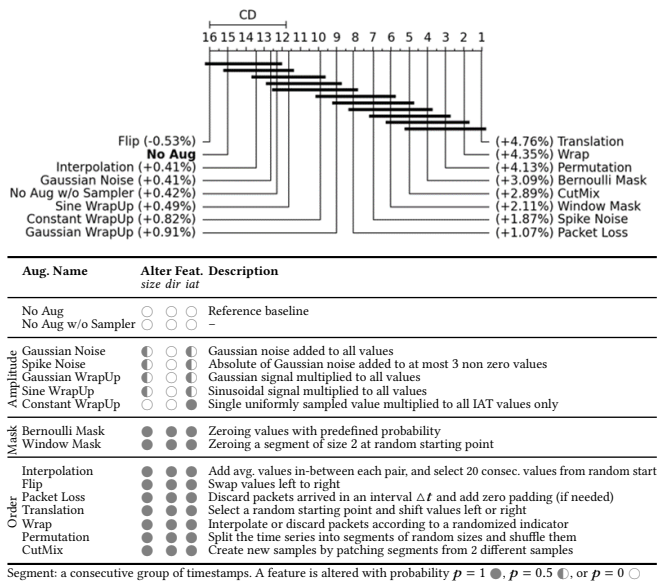 CD
16 15 14 13 12 11 10 9 8 7 6 5 4 3 2 1
Flip (-0.53%) (+4.76%) Translation
No Aug (+4.35%) Wrap
Interpolation (+0.41%) (+4.13%) Permutation
Gaussian Noise (+0.41%) (+3.09%) Bernoulli Mask
No Aug w/o Sampler (+0.42%) (+2.89%) CutMix
Sine WrapUp (+0.49%) (+2.11%) Window Mask
Constant WrapUp (+0.82%) (+1.87%) Spike Noise
Gaussian WrapUp (+0.91%) (+1.07%) Packet Loss
Aug. Name Alter Feat. Description
size dir iat
No Aug ○ ○ ○ Reference baseline
No Aug w/o Sampler ○ ○ ○ –
Amplitude
Gaussian Noise ◐ ○ ◐ Gaussian noise added to all values
Spike Noise ◐ ○ ◐ Absolute of Gaussian noise added to at most 3 non zero values
Gaussian WrapUp ◐ ○ ◐ Gaussian signal multiplied to all values
Sine WrapUp ◐ ○ ◐ Sinusoidal signal multiplied to all values
Constant WrapUp ○ ○ ● Single uniformly sampled value multiplied to all IAT values only
Mask
Bernoulli Mask ● ● ● Zeroing values with predefined probability
Window Mask ● ● ● Zeroing a segment of size 2 at random starting point
Order
Interpolation ● ● ● Add avg. values in-between each pair, and select 20 consec. values from random start
Flip ● ● ● Swap values left to right
Packet Loss ● ● ● Discard packets arrived in an interval △t and add zero padding (if needed)
Translation ● ● ● Select a random starting point and shift values left or right
Wrap ● ● ● Interpolate or discard packets according to a randomized indicator
Permutation ● ● ● Split the time series into segments of random sizes and shuffle them
CutMix ● ● ● Create new samples by patching segments from 2 different samples
Segment: a consecutive group of timestamps. A feature is altered with probability p = 1 ●, p = 0.5 ◐, or p = 0 ○